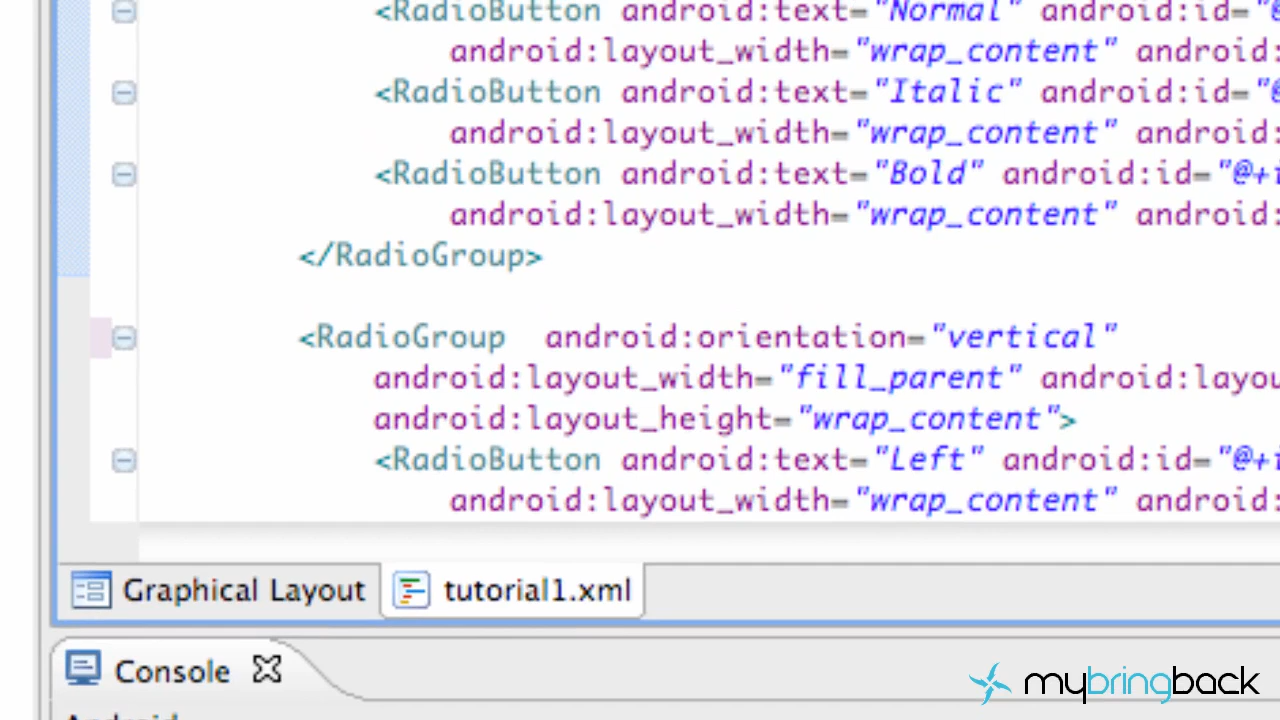 <RadioButton android:text="Normal" android:id="@
android:layout_width="wrap_content" android:
<RadioButton android:text="Italic" android:id="@
android:layout_width="wrap_content" android:
<RadioButton android:text="Bold" android:id="@+i
android:layout_width="wrap_content" android:
</RadioGroup>
<RadioGroup  android:orientation="vertical"
android:layout_width="fill_parent" android:layou
android:layout_height="wrap_content">
<RadioButton android:text="Left" android:id="@+i
android:layout_width="wrap_content" android:
Graphical Layout tutorial1.xml
Console
Android
mybringback